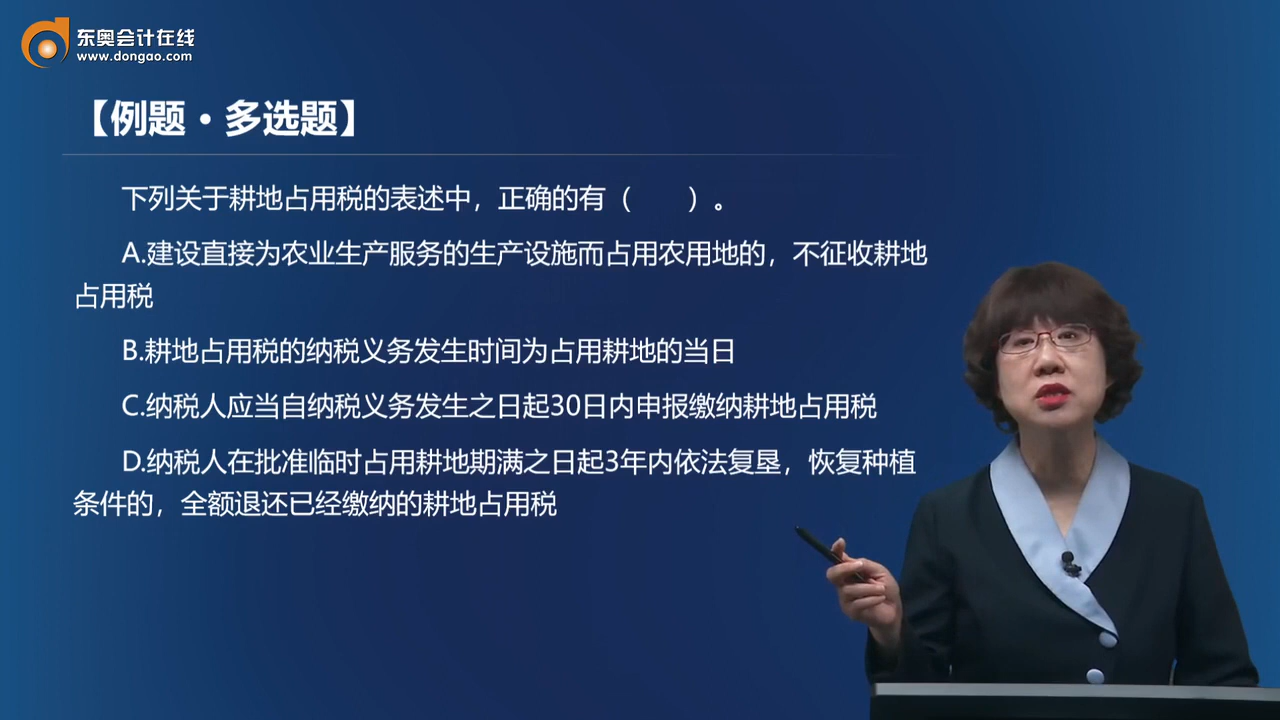 东奥会计在线
www.dongao.com
【例题·多选题】
下列关于耕地占用税的表述中，正确的有（　　）。
A.建设直接为农业生产服务的生产设施而占用农用地的，不征收耕地
占用税
B.耕地占用税的纳税义务发生时间为占用耕地的当日
C.纳税人应当自纳税义务发生之日起30日内申报缴纳耕地占用税
D.纳税人在批准临时占用耕地期满之日起3年内依法复垦，恢复种植
条件的，全额退还已经缴纳的耕地占用税